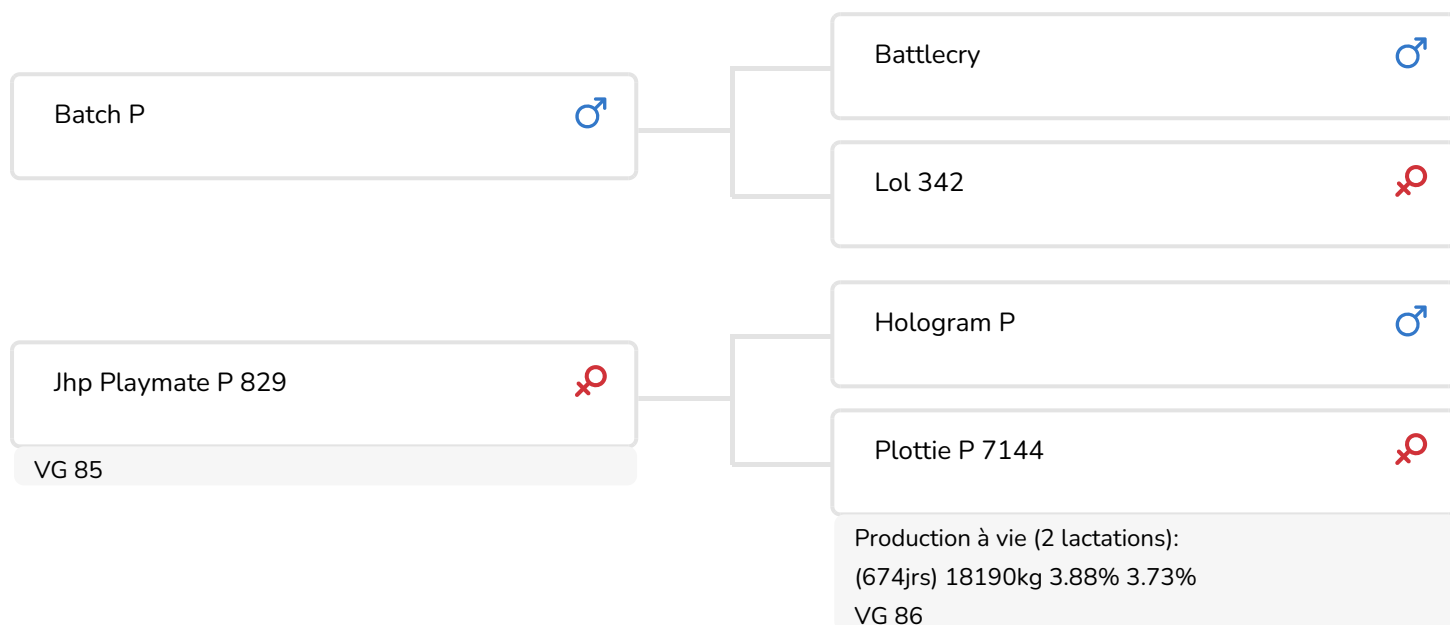 Batch P
Battlecry
Lol 342
Jhp Playmate P 829
VG 85
Hologram P
Plottie P 7144
Production à vie (2 lactations):
(674jrs) 18190kg 3.88% 3.73%
VG 86